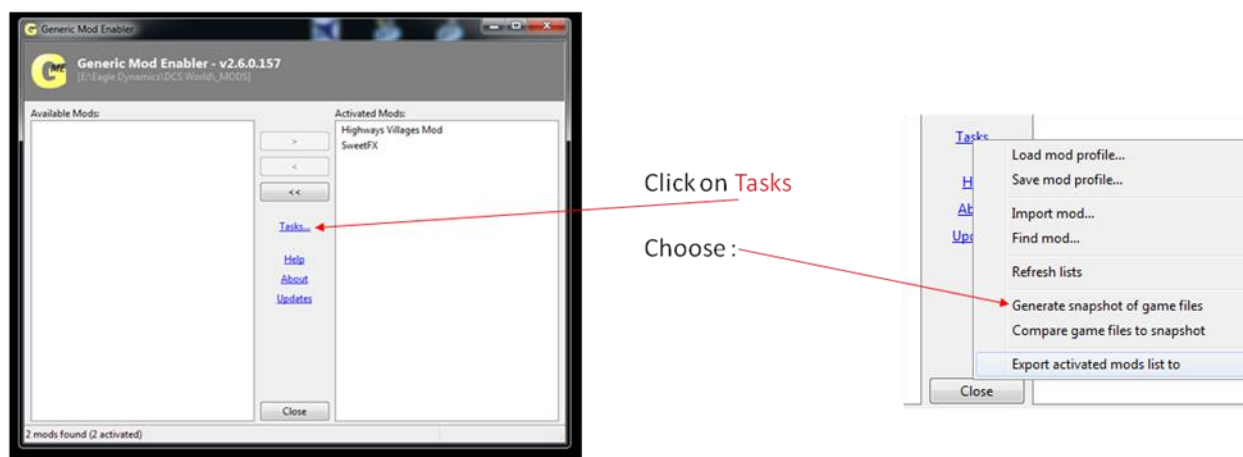 Generic Mod Enabler
Generic Mod Enabler - v2.6.0.157
[E:\Eagle Dynamics\DCS World\_MODS]
Available Mods:
Activated Mods:
Highways Villages Mod
SweetFX
>
<
<<
Tasks...
Help
About
Updates
Close
2 mods found (2 activated)
Click on Tasks
Choose :
Tasks
H
Ab
Upd
Load mod profile...
Save mod profile...
Import mod...
Find mod...
Refresh lists
Generate snapshot of game files
Compare game files to snapshot
Export activated mods list to
Close